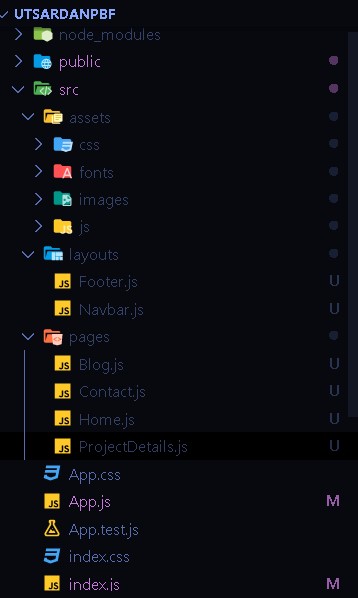 UTSARDANPBF
node_modules
public
src
assets
css
fonts
images
js
layouts
Footer.js U
Navbar.js U
pages
Blog.js U
Contact.js U
Home.js U
ProjectDetails.js U
App.css
App.js M
App.test.js
index.css
index.js M